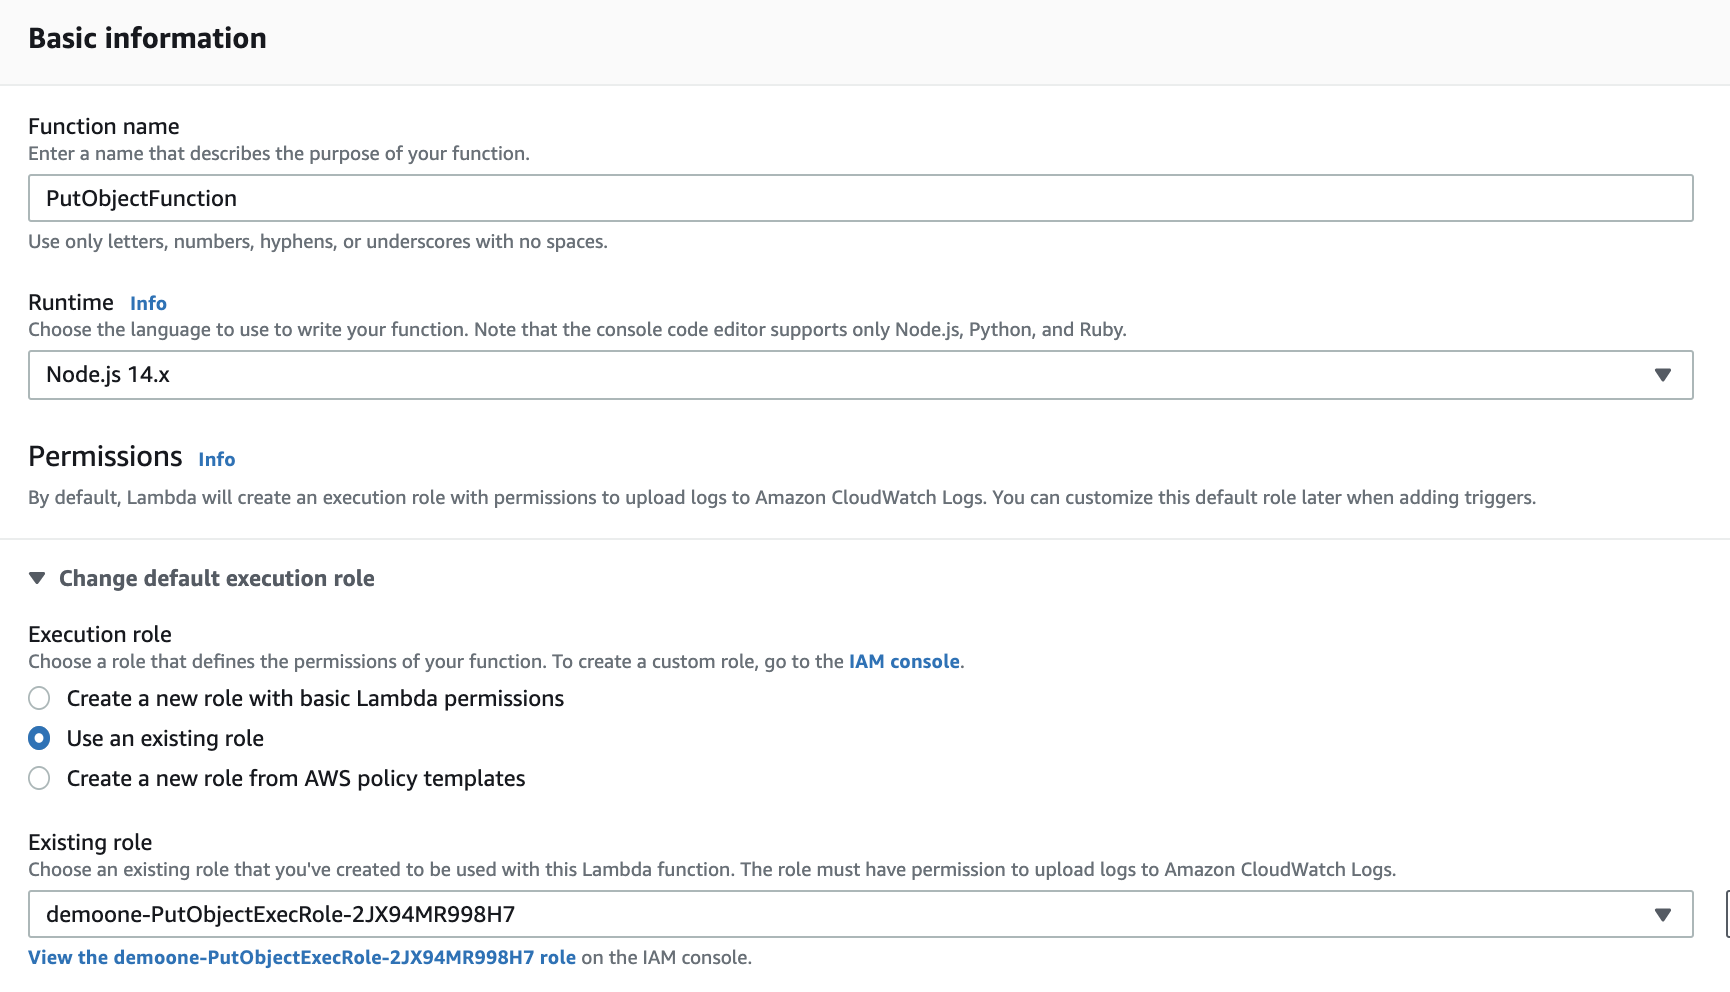 Basic information
Function name
Enter a name that describes the purpose of your function.
PutObjectFunction
Use only letters, numbers, hyphens, or underscores with no spaces.
Runtime Info
Choose the language to use to write your function. Note that the console code editor supports only Node.js, Python, and Ruby.
Node.js 14.x
Permissions Info
By default, Lambda will create an execution role with permissions to upload logs to Amazon CloudWatch Logs. You can customize this default role later when adding triggers.
Change default execution role
Execution role
Choose a role that defines the permissions of your function. To create a custom role, go to the IAM console.
Create a new role with basic Lambda permissions
Use an existing role
Create a new role from AWS policy templates
Existing role
Choose an existing role that you've created to be used with this Lambda function. The role must have permission to upload logs to Amazon CloudWatch Logs.
demoone-PutObjectExecRole-2JX94MR998H7
View the demoone-PutObjectExecRole-2JX94MR998H7 role on the IAM console.